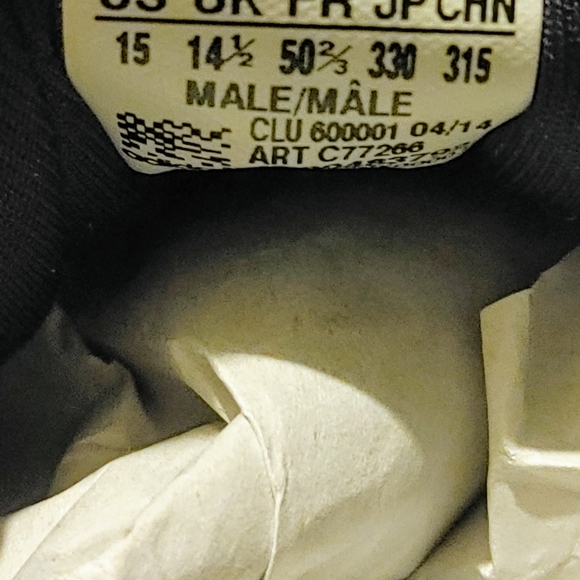 US UK FR JP CHN
15 14½ 50⅔ 330 315
MALE/MÂLE
CLU 600001 04/14
ART C77266